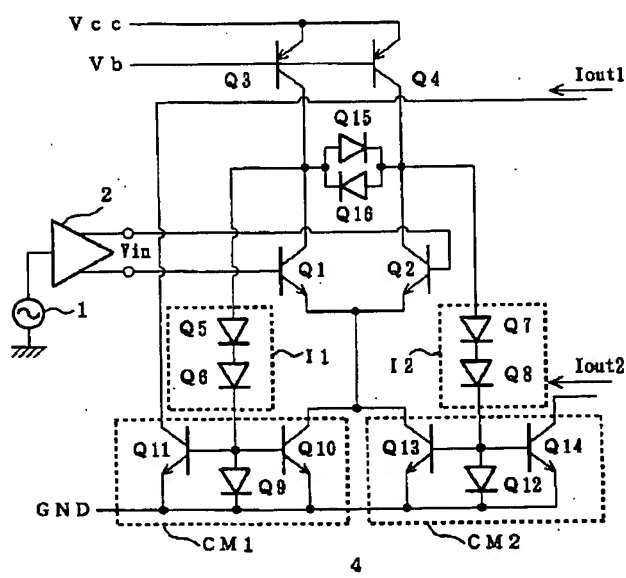 Vcc
Vb
Q3
Q4
Iout1
Q15
Q16
2
Vin
Q1
Q2
1
Q5
Q6
I1
I2
Q7
Q8
Iout2
Q11
Q10
Q13
Q14
Q9
Q12
GND
CM1
CM2
4